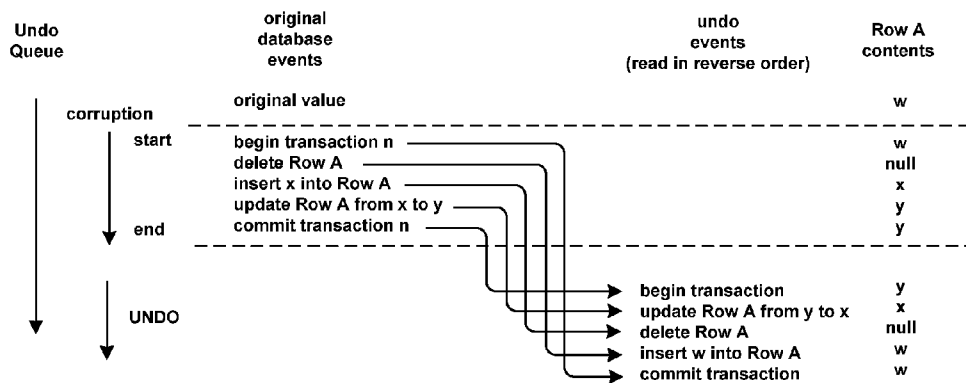 Undo Queue
original database events
undo events (read in reverse order)
Row A contents
original value w
corruption
start begin transaction n w
delete Row A null
insert x into Row A x
update Row A from x to y y
end commit transaction n y
begin transaction y
UNDO update Row A from y to x x
delete Row A null
insert w into Row A w
commit transaction w